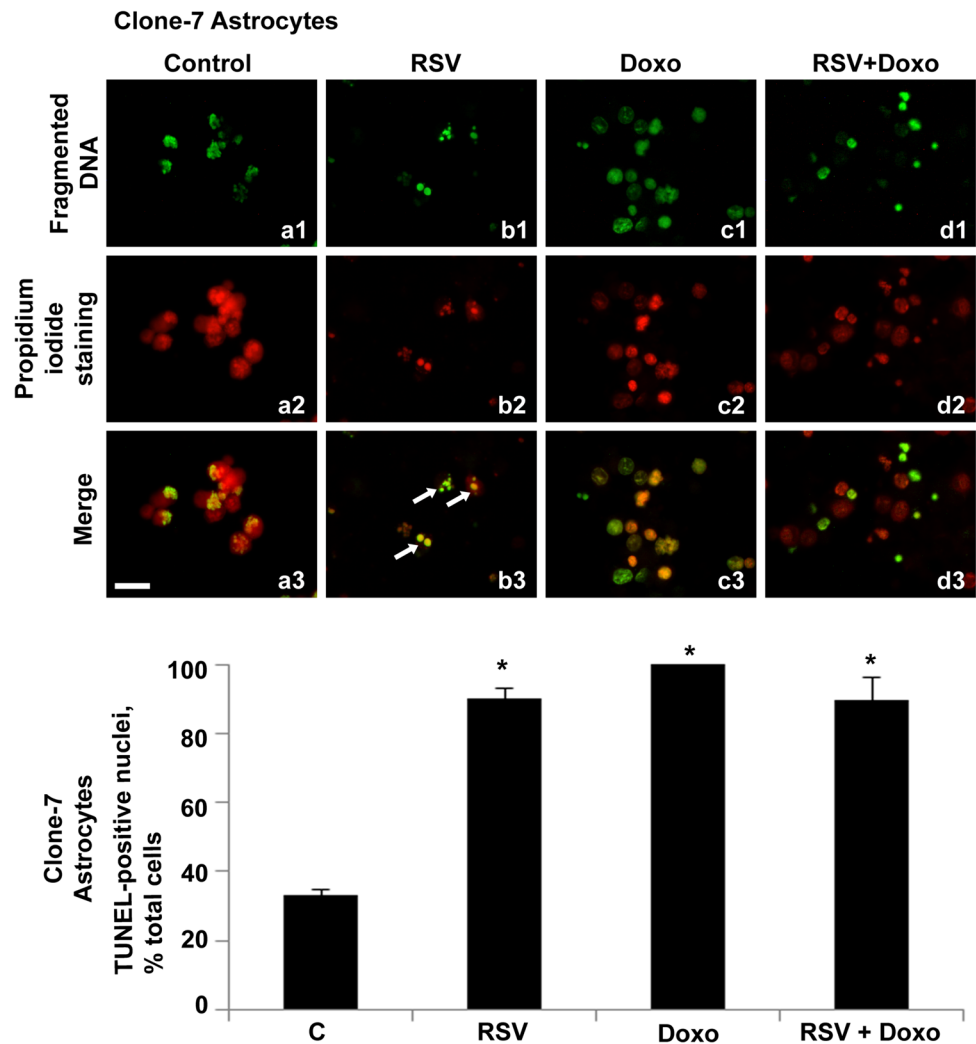 Clone-7 Astrocytes
Control RSV Doxo RSV+Doxo
Fragmented
DNA
a1 b1 c1 d1
Propidium
iodide
staining
a2 b2 c2 d2
Merge
a3 b3 c3 d3
Clone-7
Astrocytes
TUNEL-positive nuclei,
% total cells
100
80
60
40
20
0
* * *
C RSV Doxo RSV + Doxo